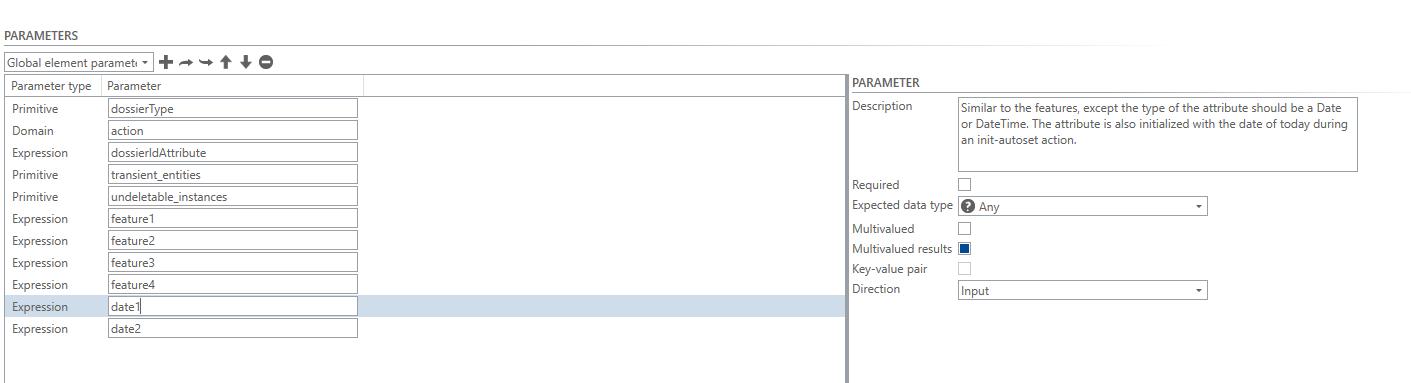 PARAMETERS
Global element paramete
Parameter type Parameter
Primitive dossierType
Domain action
Expression dossierIdAttribute
Primitive transient_entities
Primitive undeletable_instances
Expression feature1
Expression feature2
Expression feature3
Expression feature4
Expression date1
Expression date2
PARAMETER
Description Similar to the features, except the type of the attribute should be a Date
or DateTime. The attribute is also initialized with the date of today during
an init-autoset action.
Required
Expected data type ? Any
Multivalued
Multivalued results
Key-value pair
Direction Input